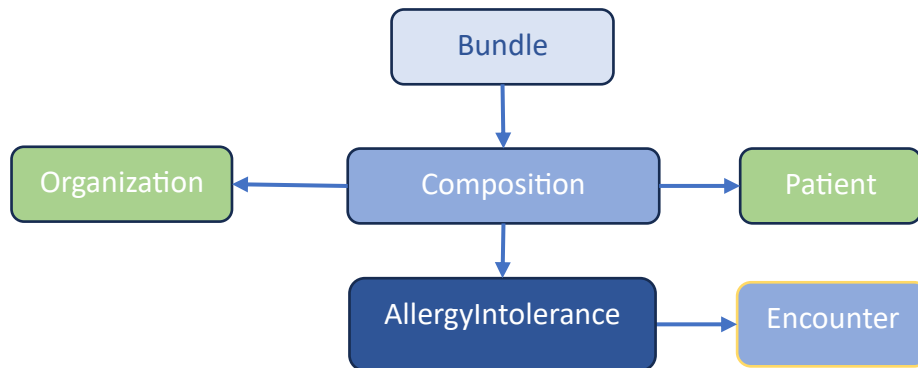 Bundle
Organization
Composition
Patient
AllergyIntolerance
Encounter